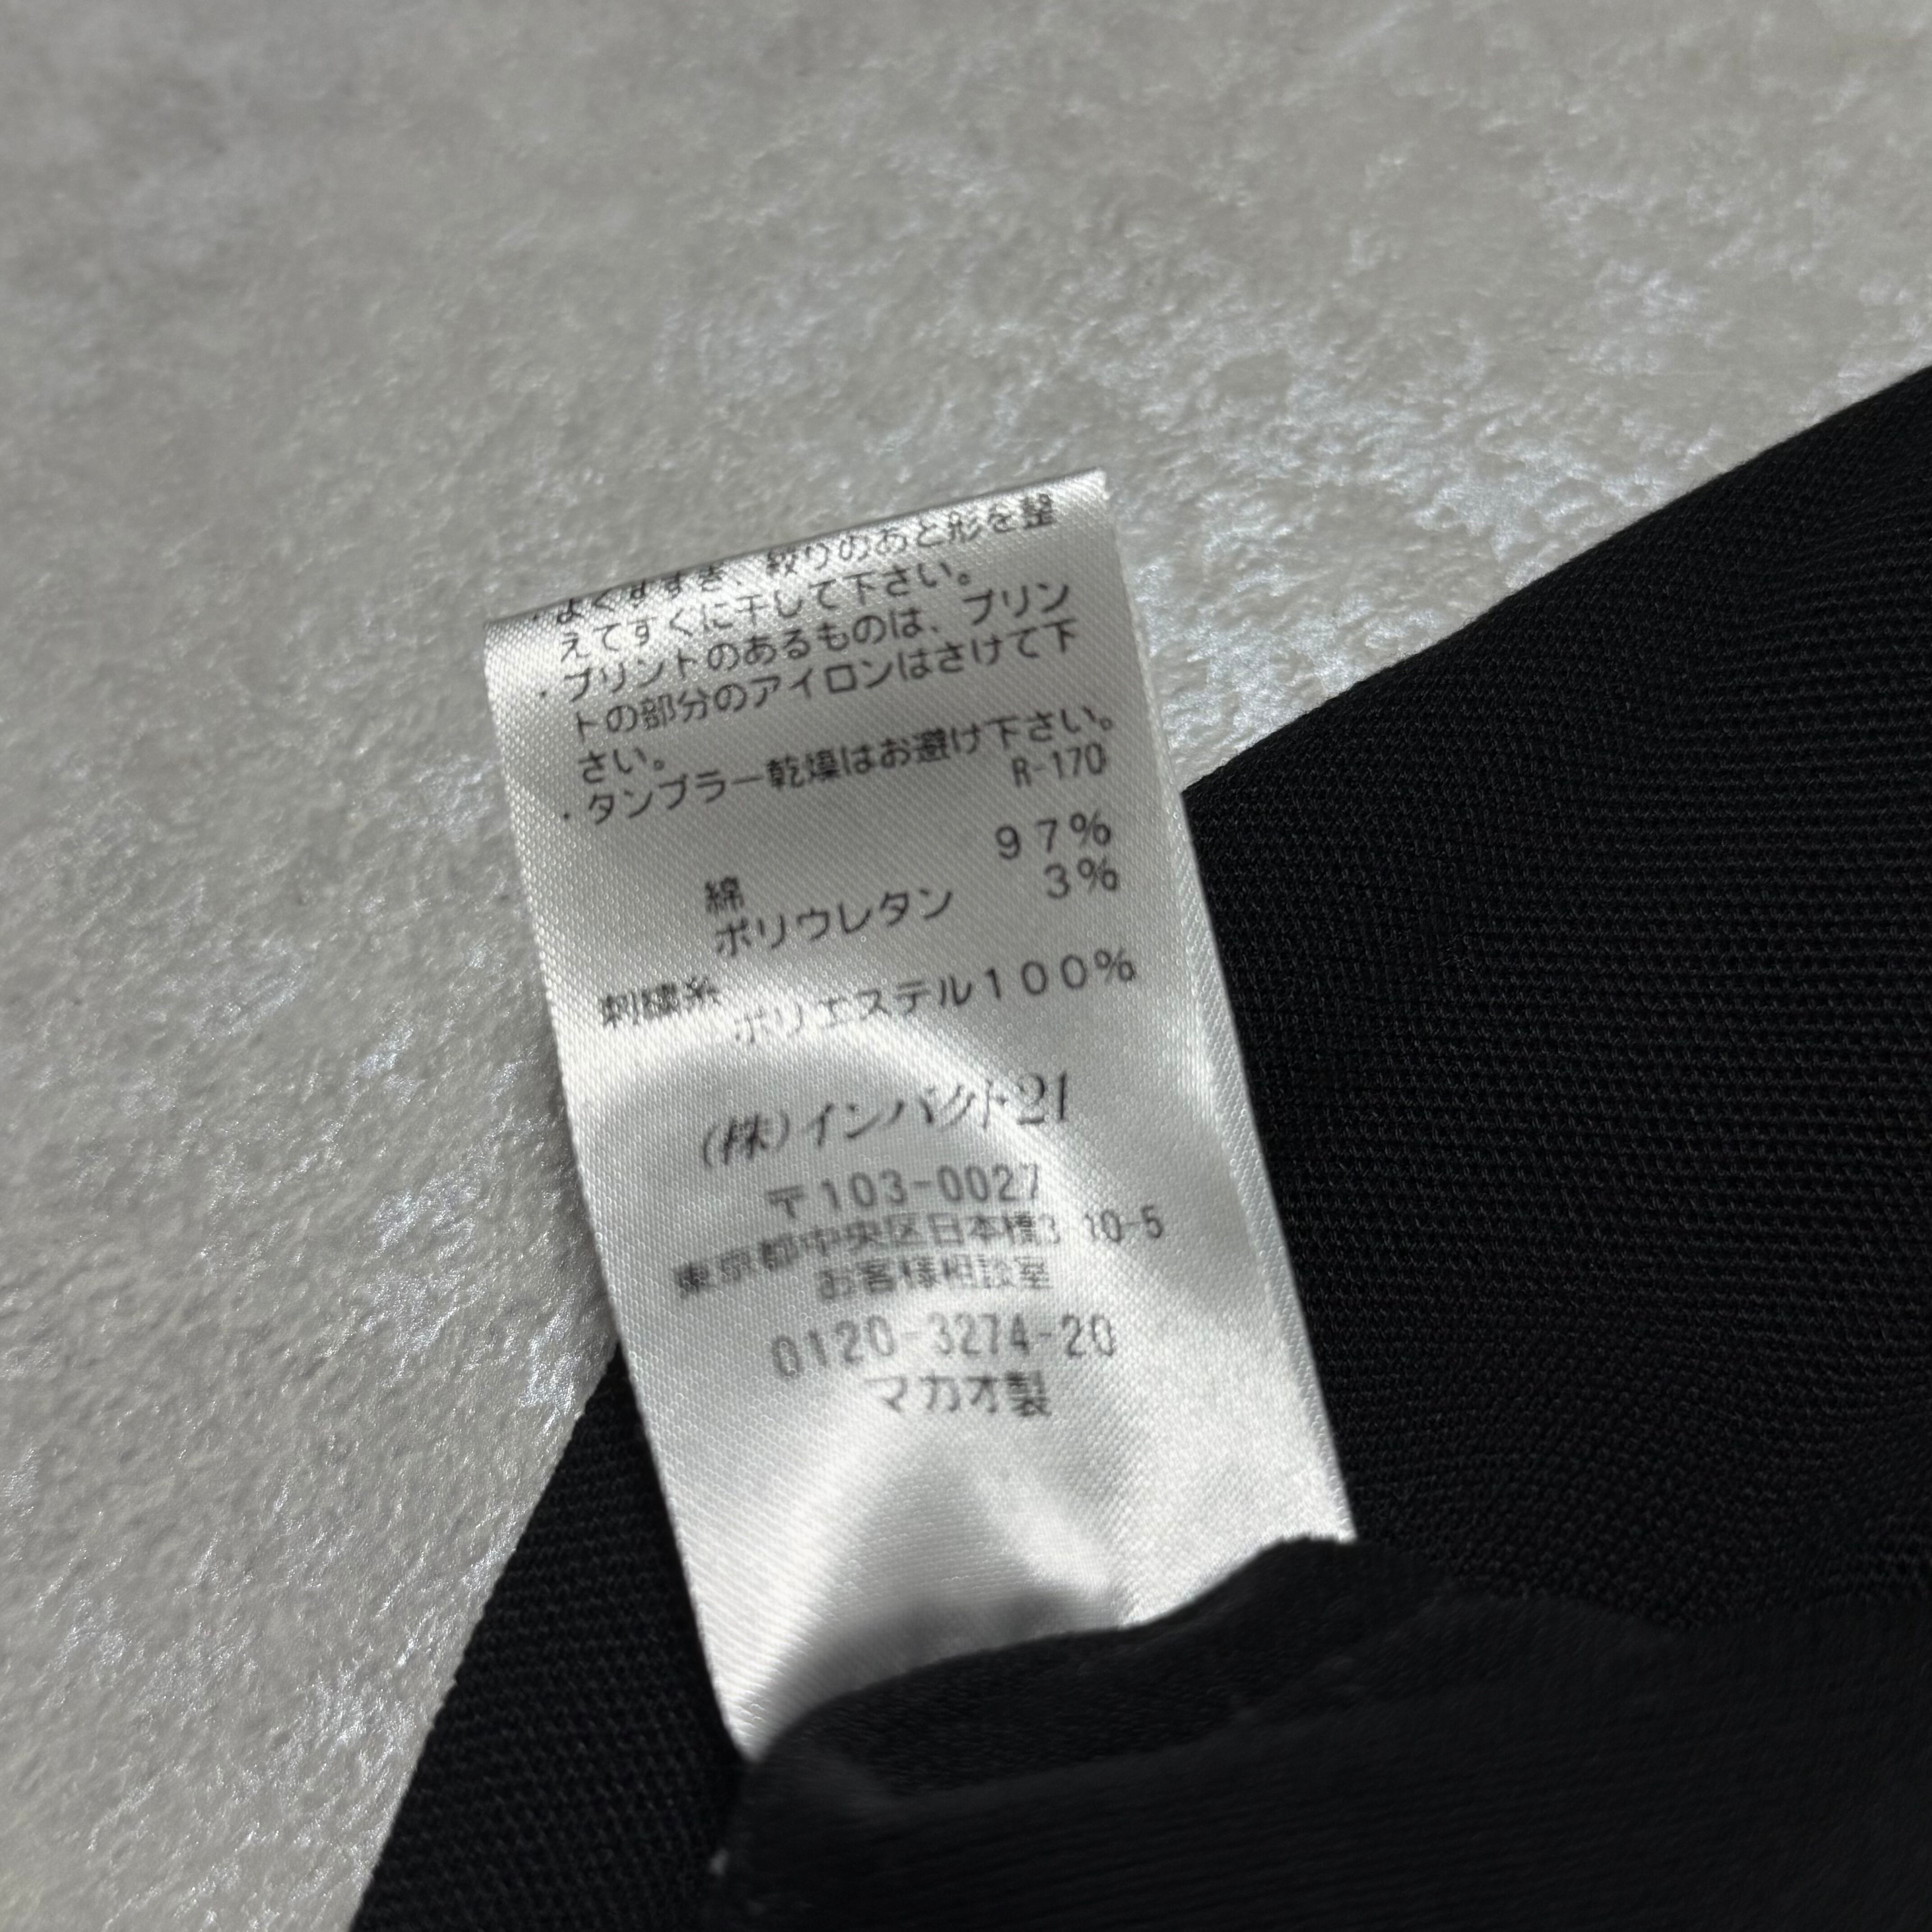 ・よくすすぎ、絞りのあと形を整
えてすぐに干して下さい。
・プリントのあるものは、プリン
トの部分のアイロンはさけて下
さい。
・タンブラー乾燥はお避け下さい。
R-170
綿 97%
ポリウレタン 3%
刺繍糸
ポリエステル100%
(株)インパクト21
〒103-0027
東京都中央区日本橋3-10-5
お客様相談室
0120-3274-20
マカオ製